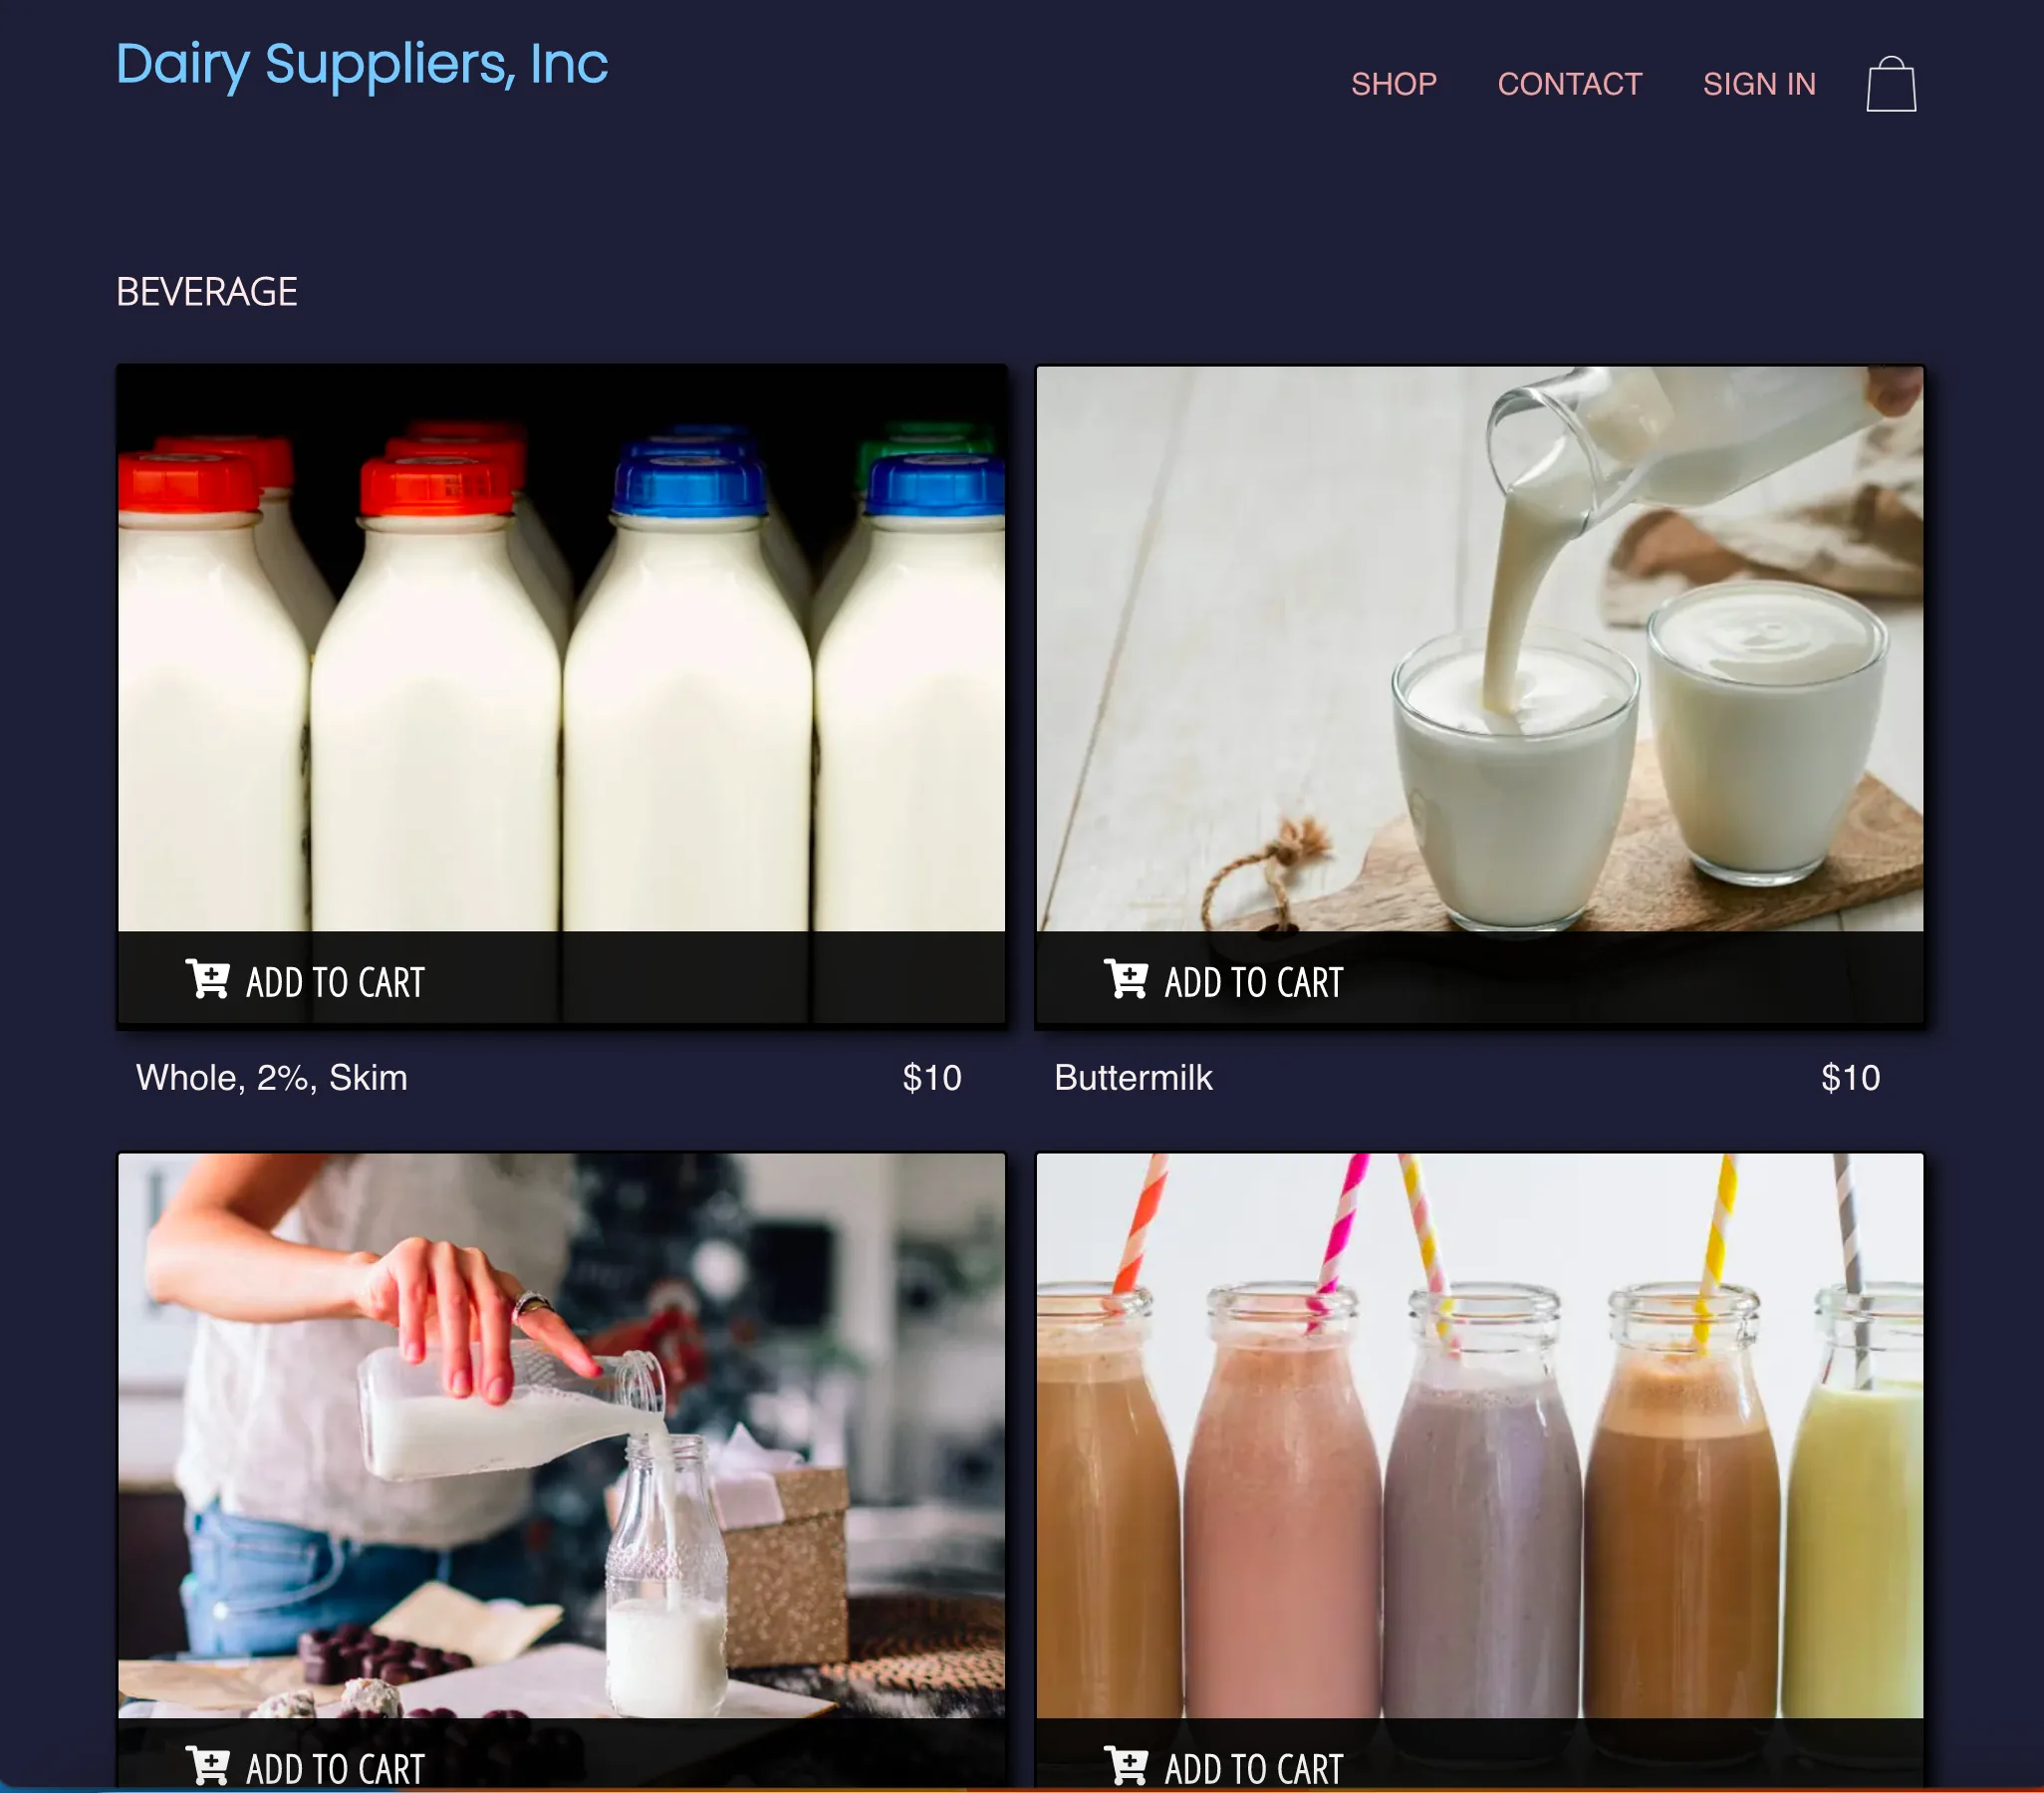 Dairy Suppliers, Inc
SHOP CONTACT SIGN IN
BEVERAGE
ADD TO CART
ADD TO CART
Whole, 2%, Skim $10
Buttermilk $10
ADD TO CART
ADD TO CART